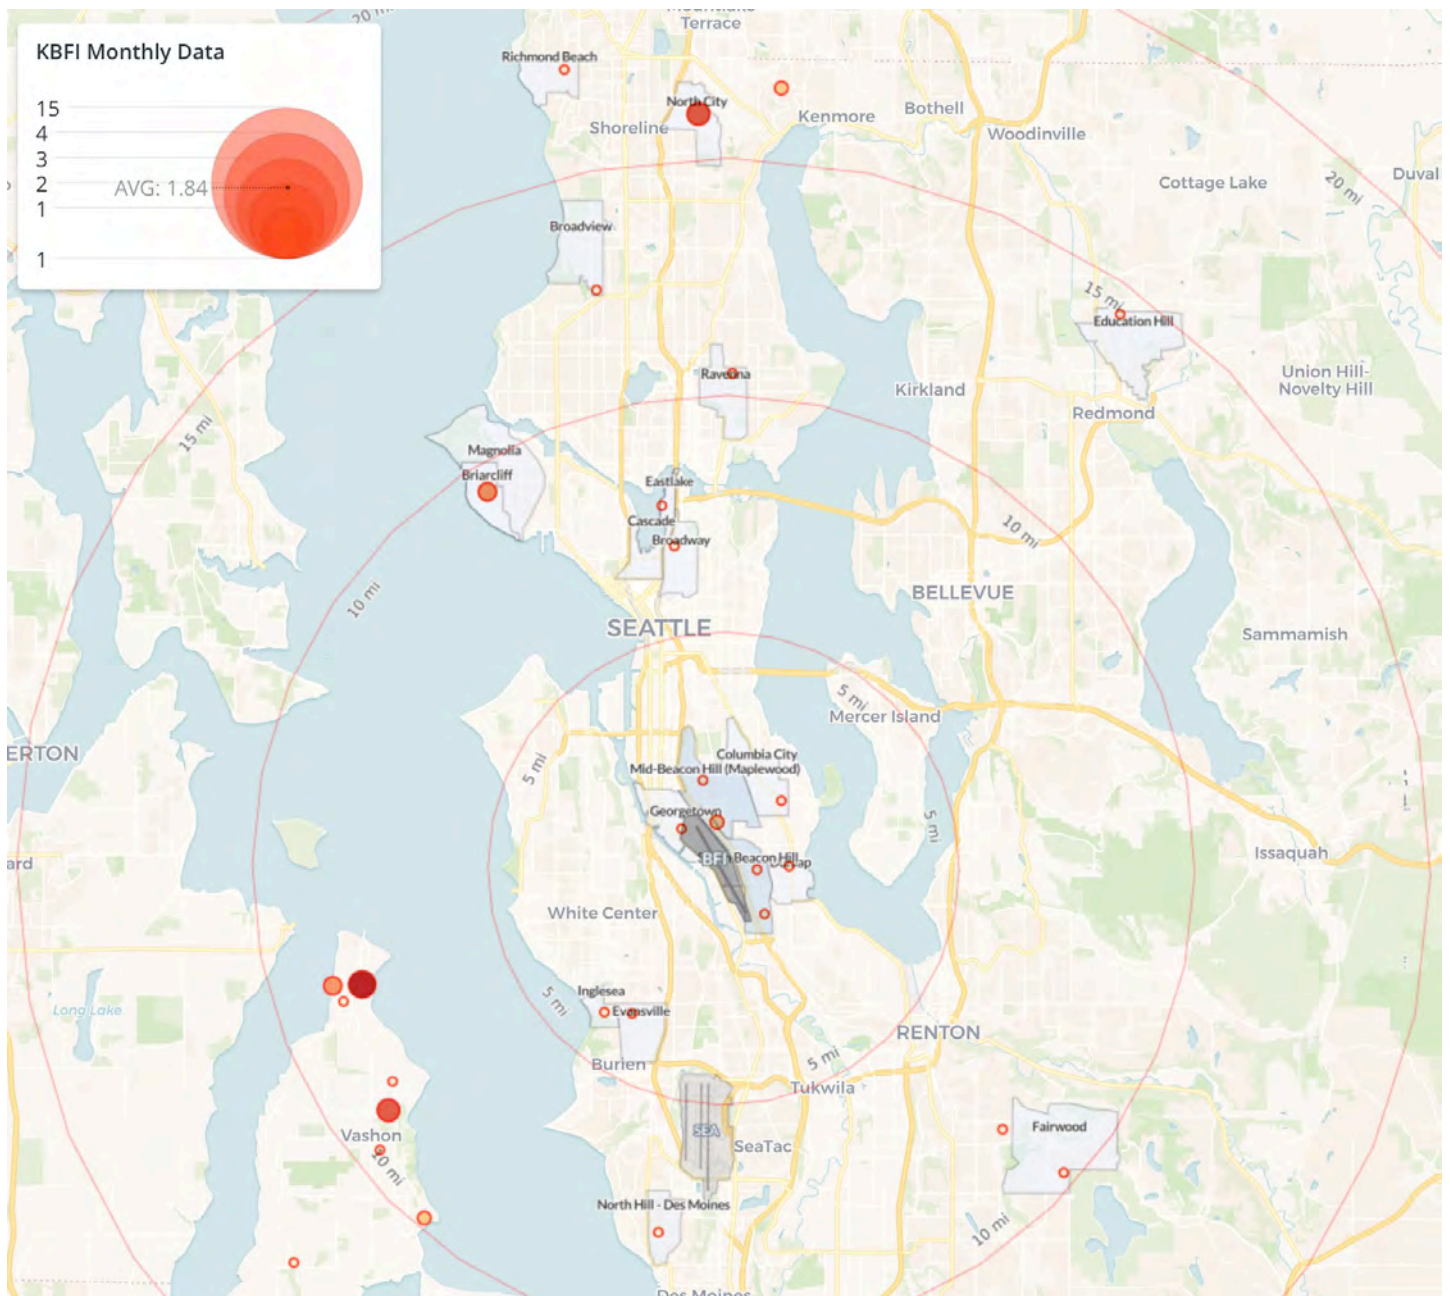 20 mi
Mountlake
Terrace
KBFI Monthly Data
15
4
3
2
AVG: 1.84
1
1
Richmond Beach
North City
Shoreline
Kenmore
Bothell
Woodinville
Cottage Lake
20 mi
Duval
Broadview
15 mi
Education Hill
Ravenna
Kirkland
Union Hill-
Novelty Hill
Redmond
15 mi
Magnolia
Briarcliff
Eastlake
Cascade
Broadway
10 mi
10 mi
BELLEVUE
SEATTLE
Sammamish
5 mi
Mercer Island
ERTON
5 mi
Columbia City
Mid-Beacon Hill (Maplewood)
Georgetown
5 mi
BFI
Beacon Hill
ard
Issaquah
White Center
Long Lake
Inglesea
Evansville
5 mi
RENTON
Burien
5 mi
Tukwila
SEA
SeaTac
Vashon
10 mi
Fairwood
North Hill - Des Moines
10 mi
Des Moines